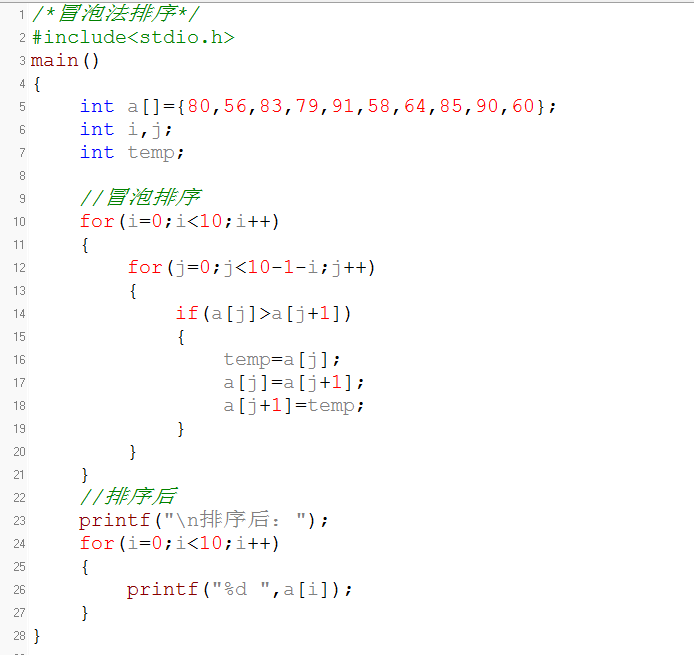 1 /*冒泡法排序*/
2 #include<stdio.h>
3 main()
4 {
5     int a[]={80,56,83,79,91,58,64,85,90,60};
6     int i,j;
7     int temp;
8
9     //冒泡排序
10     for(i=0;i<10;i++)
11     {
12         for(j=0;j<10-1-i;j++)
13         {
14             if(a[j]>a[j+1])
15             {
16                 temp=a[j];
17                 a[j]=a[j+1];
18                 a[j+1]=temp;
19             }
20         }
21     }
22     //排序后
23     printf("\n排序后: ");
24     for(i=0;i<10;i++)
25     {
26         printf("%d ",a[i]);
27     }
28 }